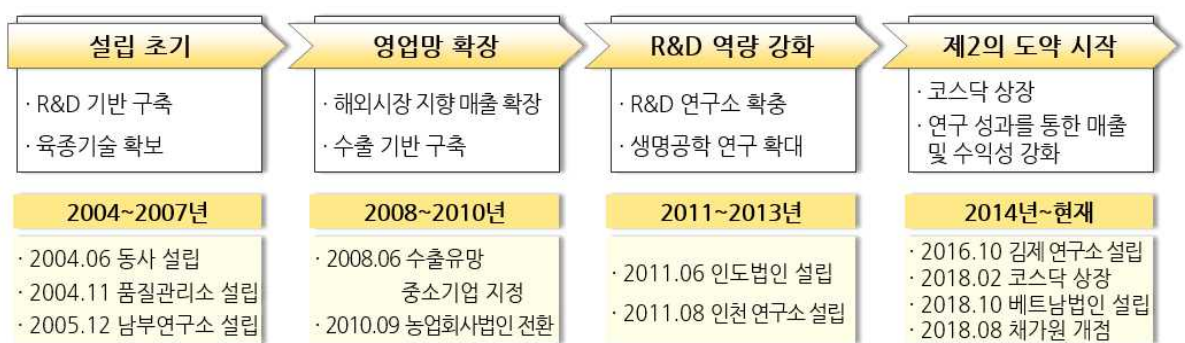 설립 초기
· R&D 기반 구축
· 육종기술 확보
2004~2007년
· 2004.06 동사 설립
· 2004.11 품질관리소 설립
· 2005.12 남부연구소 설립
영업망 확장
· 해외시장 지향 매출 확장
· 수출 기반 구축
2008~2010년
· 2008.06 수출유망
중소기업 지정
· 2010.09 농업회사법인 전환
R&D 역량 강화
· R&D 연구소 확충
· 생명공학 연구 확대
2011~2013년
· 2011.06 인도법인 설립
· 2011.08 인천 연구소 설립
제2의 도약 시작
· 코스닥 상장
· 연구 성과를 통한 매출
및 수익성 강화
2014년~현재
· 2016.10 김제 연구소 설립
· 2018.02 코스닥 상장
· 2018.10 베트남법인 설립
· 2018.08 채가원 개점